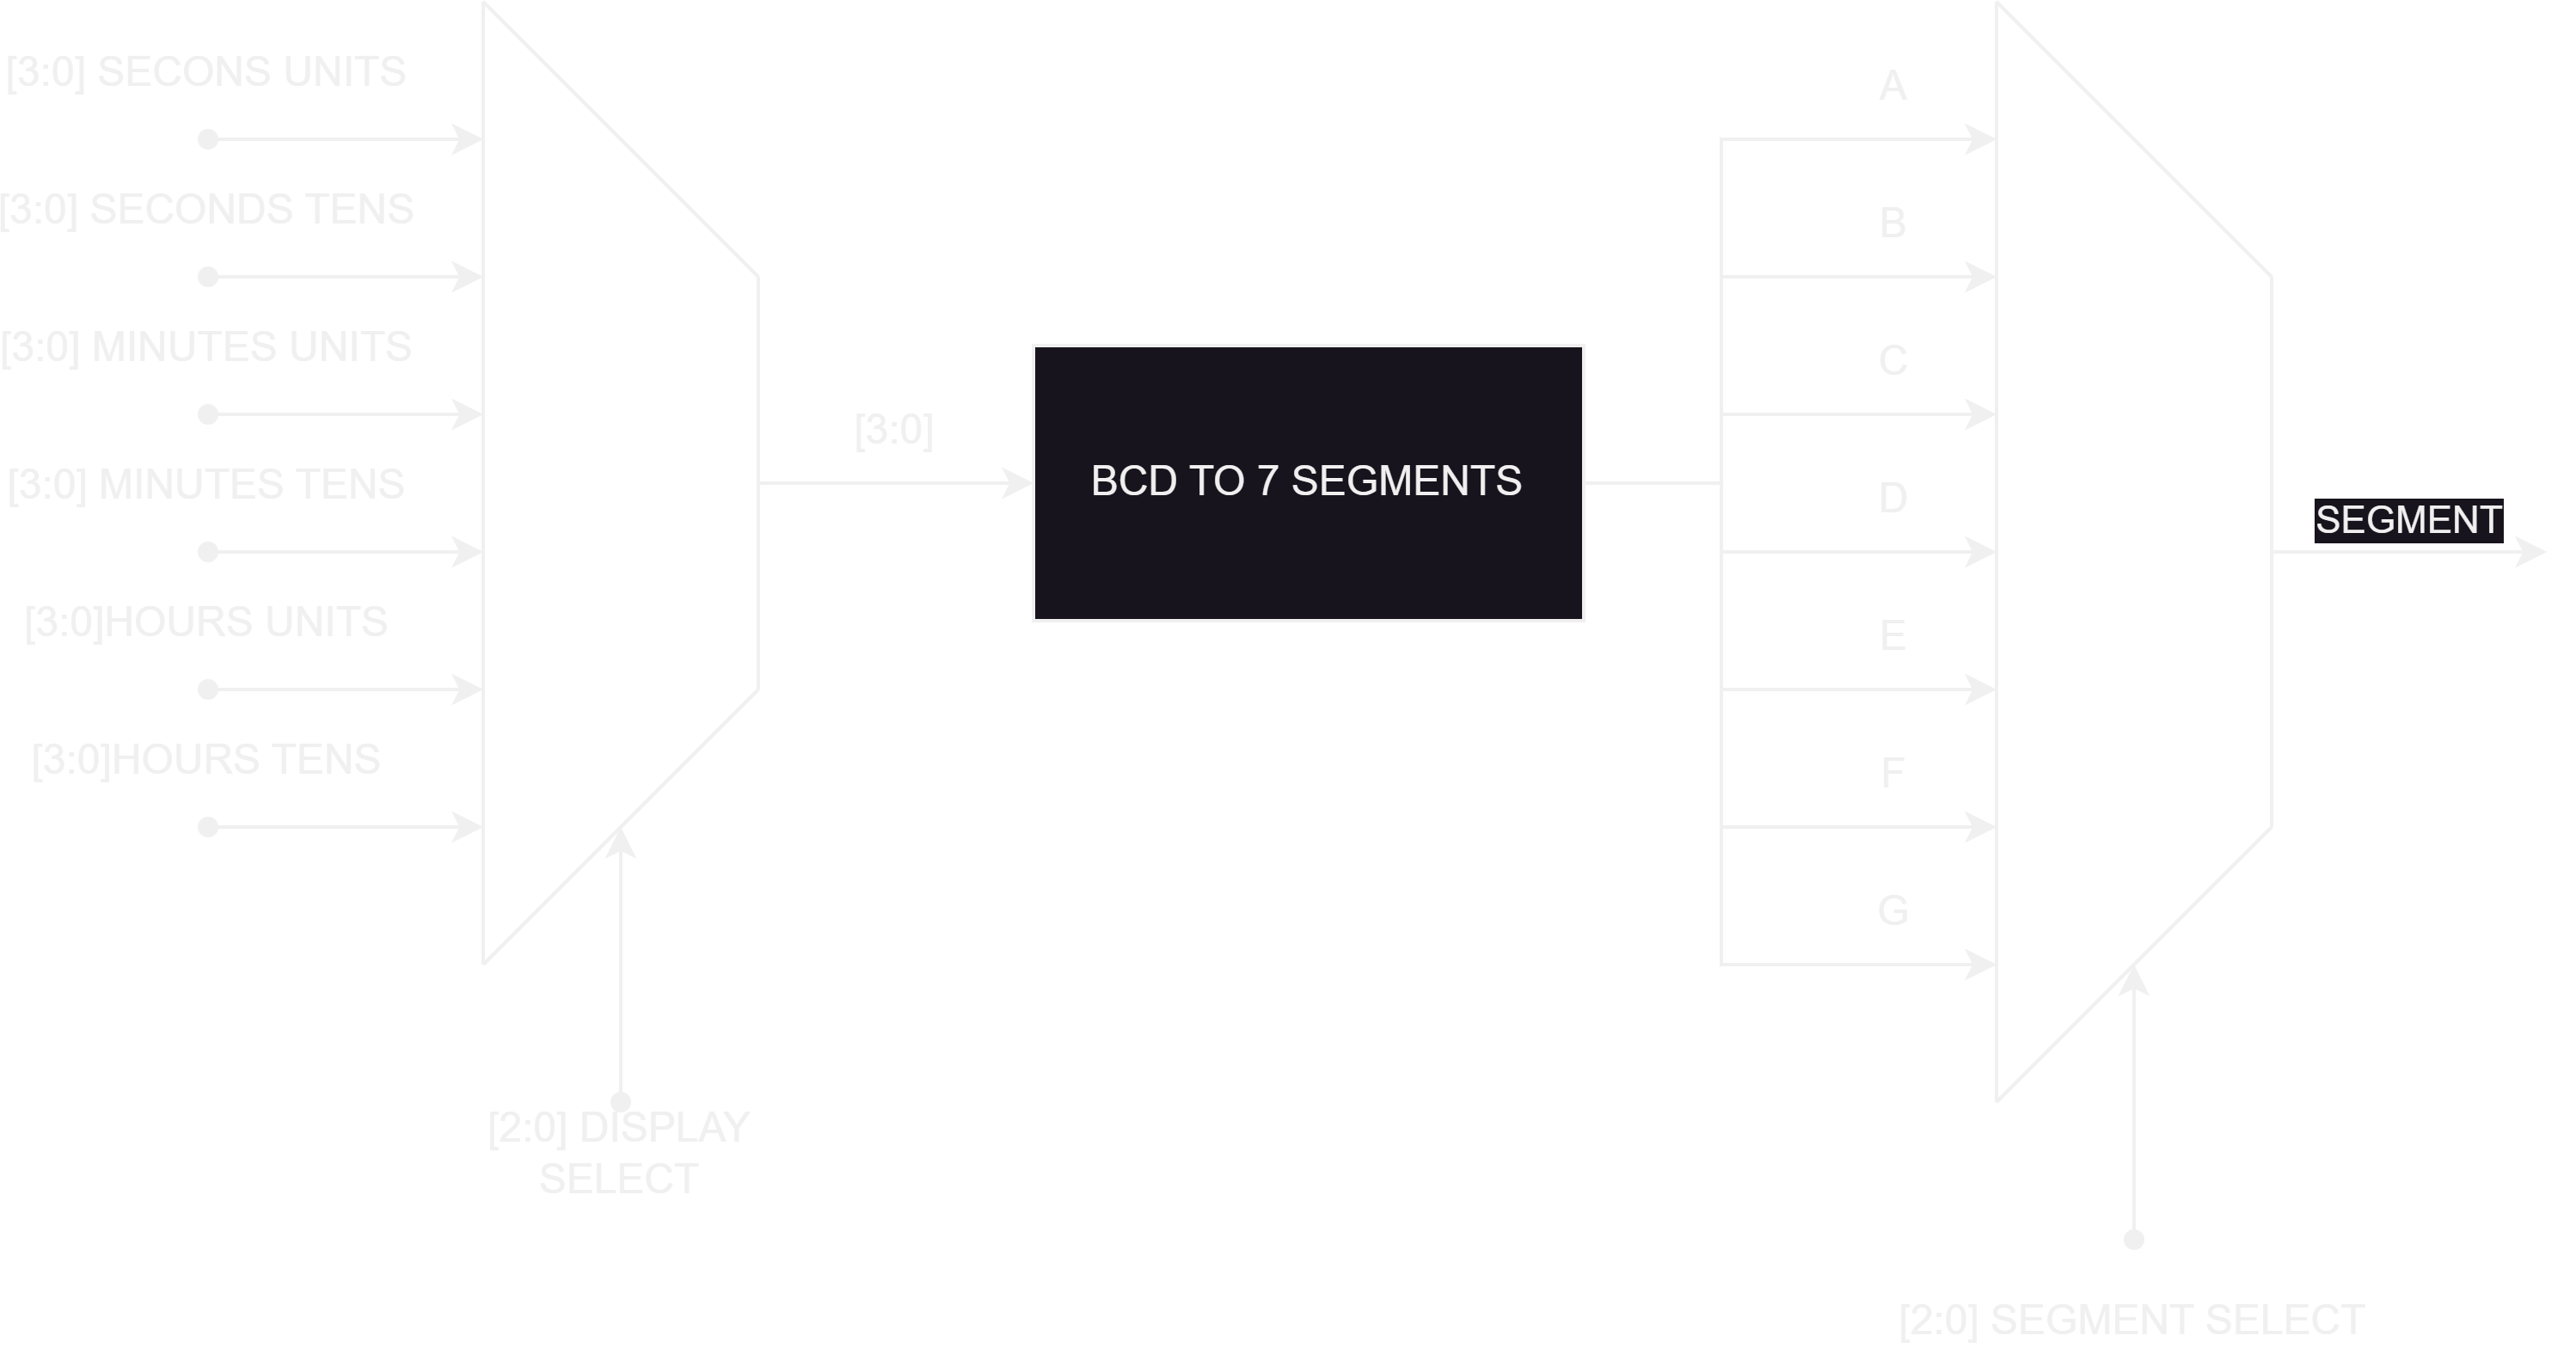 [3:0] SECONS UNITS
[3:0] SECONDS TENS
[3:0] MINUTES UNITS
[3:0] MINUTES TENS
[3:0]HOURS UNITS
[3:0]HOURS TENS
[2:0] DISPLAY
SELECT
[3:0]
BCD TO 7 SEGMENTS
A
B
C
D
E
F
G
SEGMENT
[2:0] SEGMENT SELECT